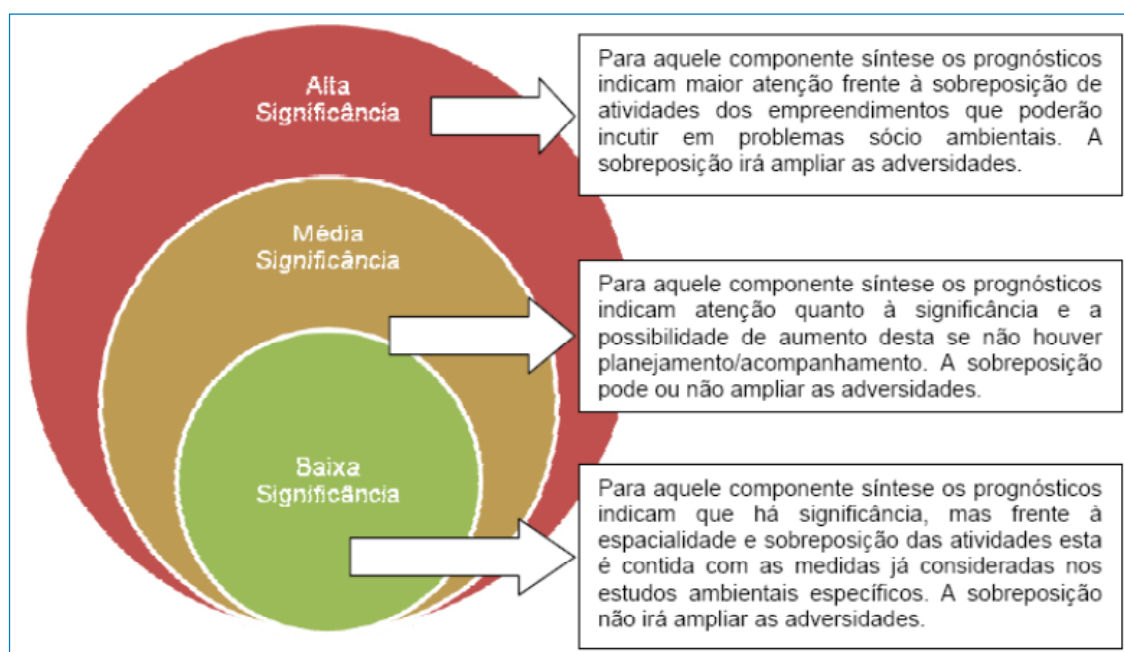 Alta
Significância
Para aquele componente síntese os prognósticos
indicam maior atenção frente à sobreposição de
atividades dos empreendimentos que poderão
incutir em problemas sócio ambientais. A
sobreposição irá ampliar as adversidades.
Média
Significância
Para aquele componente síntese os prognósticos
indicam atenção quanto à significância e a
possibilidade de aumento desta se não houver
planejamento/acompanhamento. A sobreposição
pode ou não ampliar as adversidades.
Baixa
Significância
Para aquele componente síntese os prognósticos
indicam que há significância, mas frente à
espacialidade e sobreposição das atividades esta
é contida com as medidas já consideradas nos
estudos ambientais específicos. A sobreposição
não irá ampliar as adversidades.